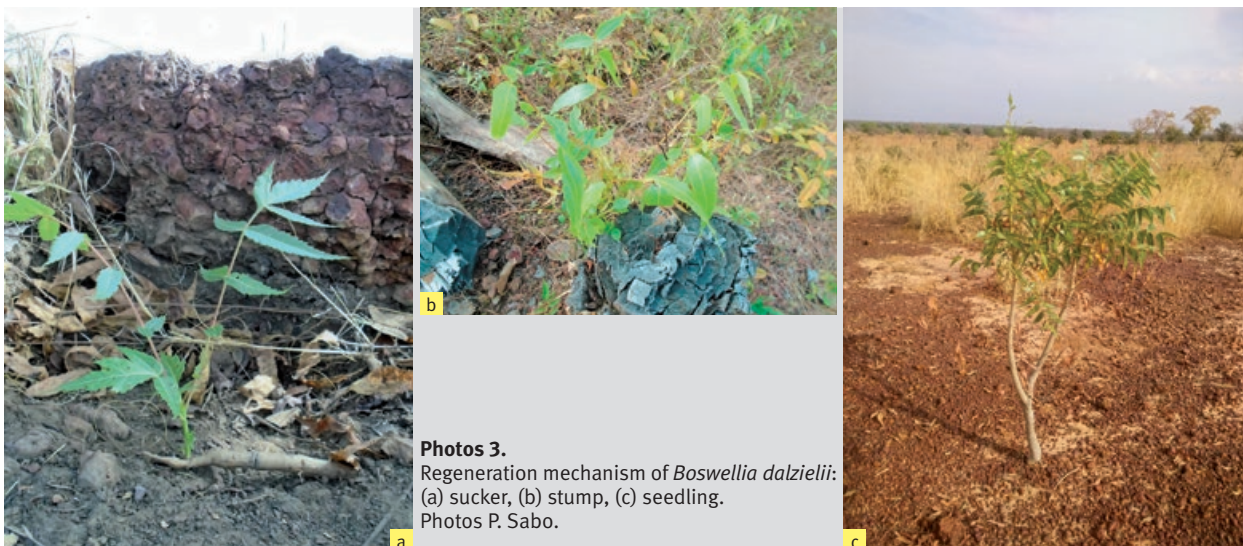 b
Photos 3.
Regeneration mechanism of Boswellia dalzielii:
(a) sucker, (b) stump, (c) seedling.
Photos P. Sabo.
a
c